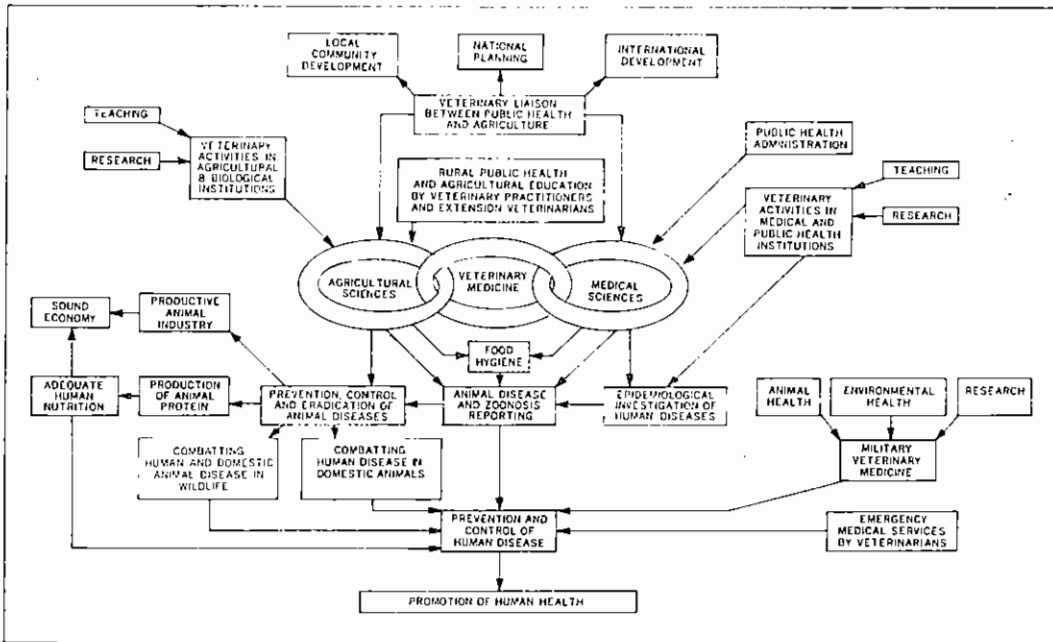 LOCAL
COMMUNITY
DEVELOPMENT
NATIONAL
PLANNING
INTERNATIONAL
DEVELOPMENT
VETERINARY LIAISON
BETWEEN PUBLIC HEALTH
AND AGRICULTURE
TEACHING
RESEARCH
VETERINARY
ACTIVITIES IN
AGRICULTURAL
& BIOLOGICAL
INSTITUTIONS
RURAL PUBLIC HEALTH
AND AGRICULTURAL EDUCATION
BY VETERINARY PRACTITIONERS
AND EXTENSION VETERINARIANS
PUBLIC HEALTH
ADMINISTRATION
TEACHING
RESEARCH
VETERINARY
ACTIVITIES IN
MEDICAL AND
PUBLIC HEALTH
INSTITUTIONS
AGRICULTURAL
SCIENCES
VETERINARY
MEDICINE
MEDICAL
SCIENCES
SOUND
ECONOMY
PRODUCTIVE
ANIMAL
INDUSTRY
FOOD
HYGIENE
ADEQUATE
HUMAN
NUTRITION
PRODUCTION
OF ANIMAL
PROTEIN
PREVENTION, CONTROL
AND ERADICATION OF
ANIMAL DISEASES
ANIMAL DISEASE
AND ZOONOSIS
REPORTING
EPIDEMIOLOGICAL
INVESTIGATION OF
HUMAN DISEASES
ANIMAL
HEALTH
ENVIRONMENTAL
HEALTH
RESEARCH
COMBATTING
HUMAN AND DOMESTIC
ANIMAL DISEASE IN
WILDLIFE
COMBATTING
HUMAN DISEASE IN
DOMESTIC ANIMALS
MILITARY
VETERINARY
MEDICINE
PREVENTION AND
CONTROL OF
HUMAN DISEASE
EMERGENCY
MEDICAL SERVICES
BY VETERINARIANS
PROMOTION OF HUMAN HEALTH